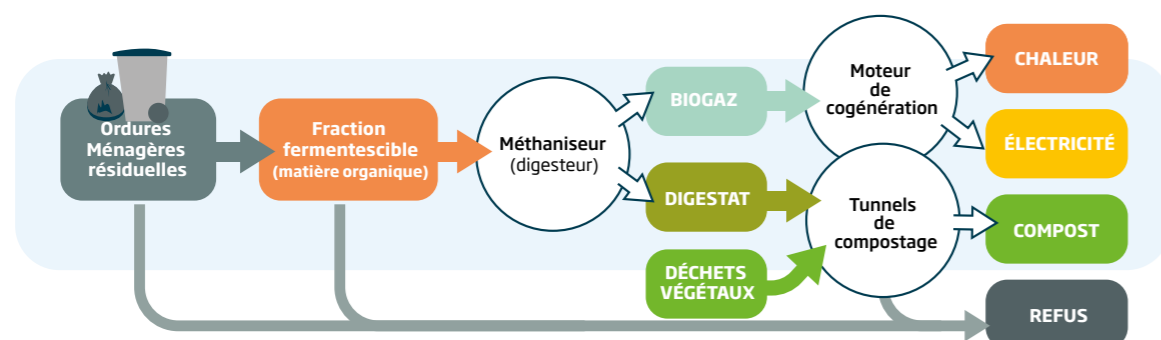 Ordures
Ménagères
résiduelles
Fraction
fermentescible
(matière organique)
Méthaniseur
(digesteur)
BIOGAZ
DIGESTAT
DÉCHETS
VÉGÉTAUX
Moteur
de
cogénération
Tunnels
de
compostage
CHALEUR
ÉLECTRICITÉ
COMPOST
REFUS